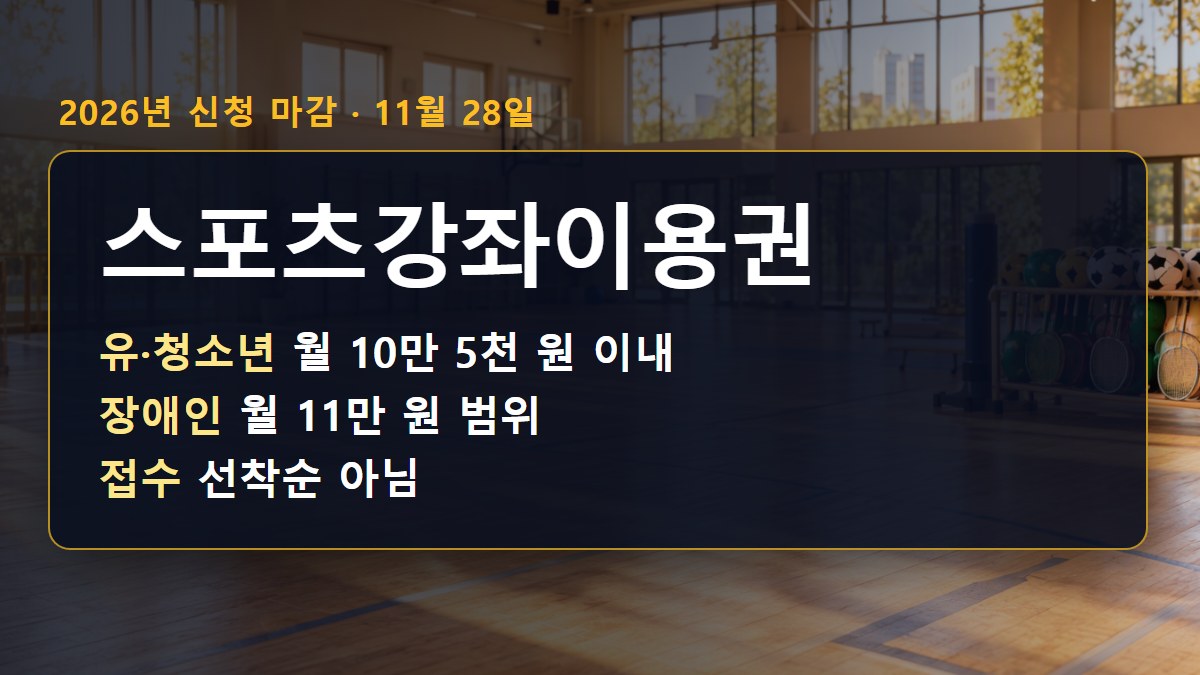 2026년 신청 마감 · 11월 28일
스포츠강좌이용권
유·청소년 월 10만 5천 원 이내
장애인 월 11만 원 범위
접수 선착순 아님